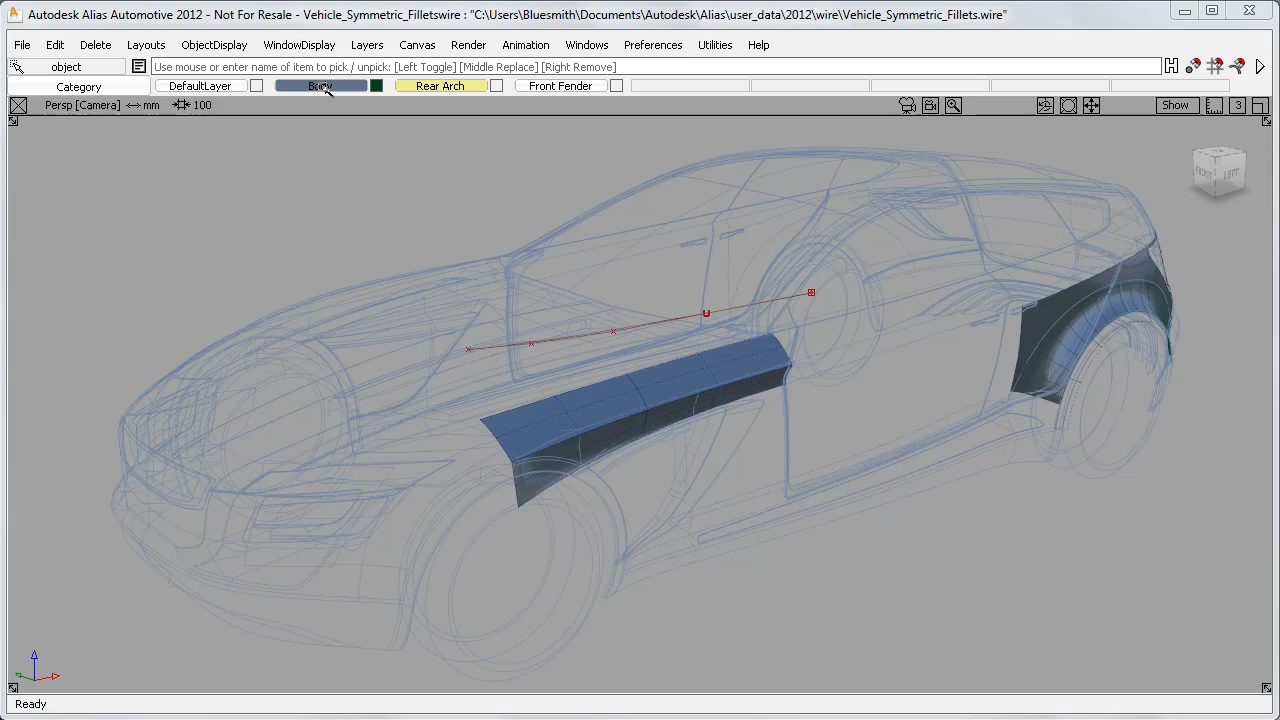 Autodesk Alias Automotive 2012 - Not For Resale - Vehicle_Symmetric_Filletswire : "C:\Users\Bluesmith\Documents\Autodesk\Alias\user_data\2012\wire\Vehicle_Symmetric_Fillets.wire"
File Edit Delete Layouts ObjectDisplay WindowDisplay Layers Canvas Render Animation Windows Preferences Utilities Help
object Use mouse or enter name of item to pick / unpick: [Left Toggle] [Middle Replace] [Right Remove]
Category DefaultLayer Body Rear Arch Front Fender
Persp [Camera] mm 100 Show 3
FRONT LEFT
Ready